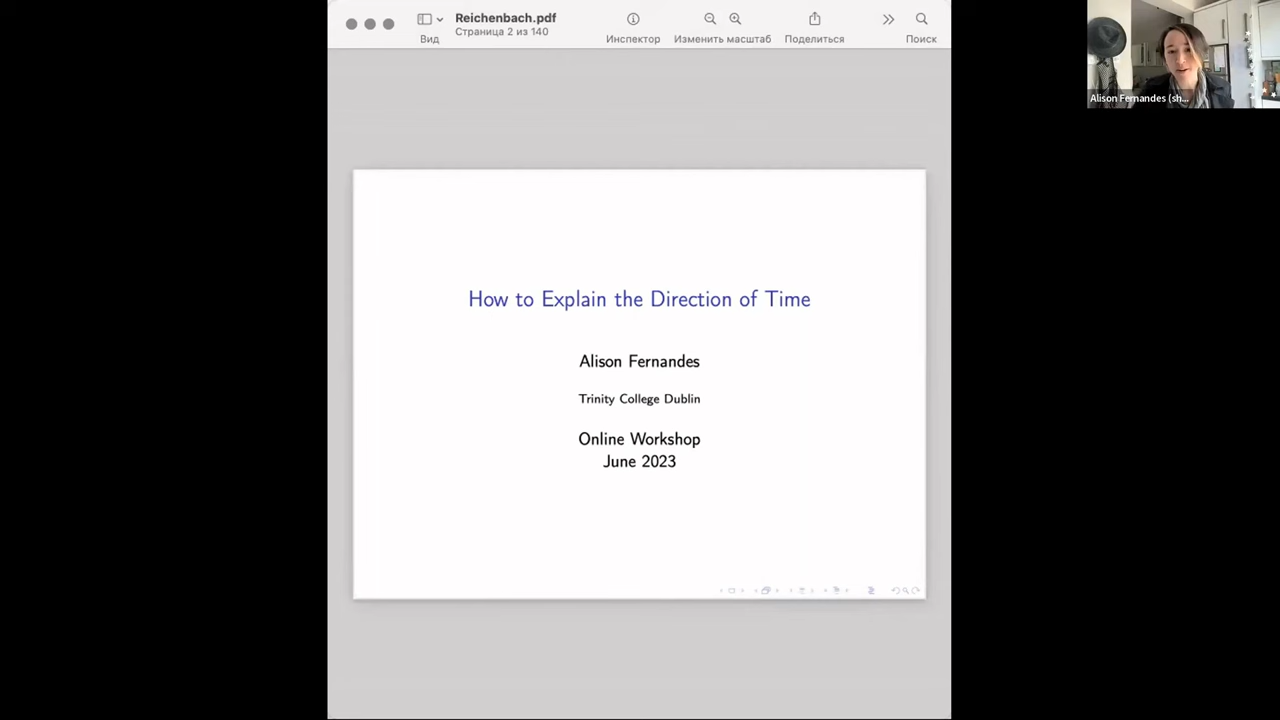 Reichenbach.pdf
Страница 2 из 140
Вид
Инспектор
Изменить масштаб
Поделиться
Поиск
Alison Fernandes (sh...
How to Explain the Direction of Time
Alison Fernandes
Trinity College Dublin
Online Workshop
June 2023